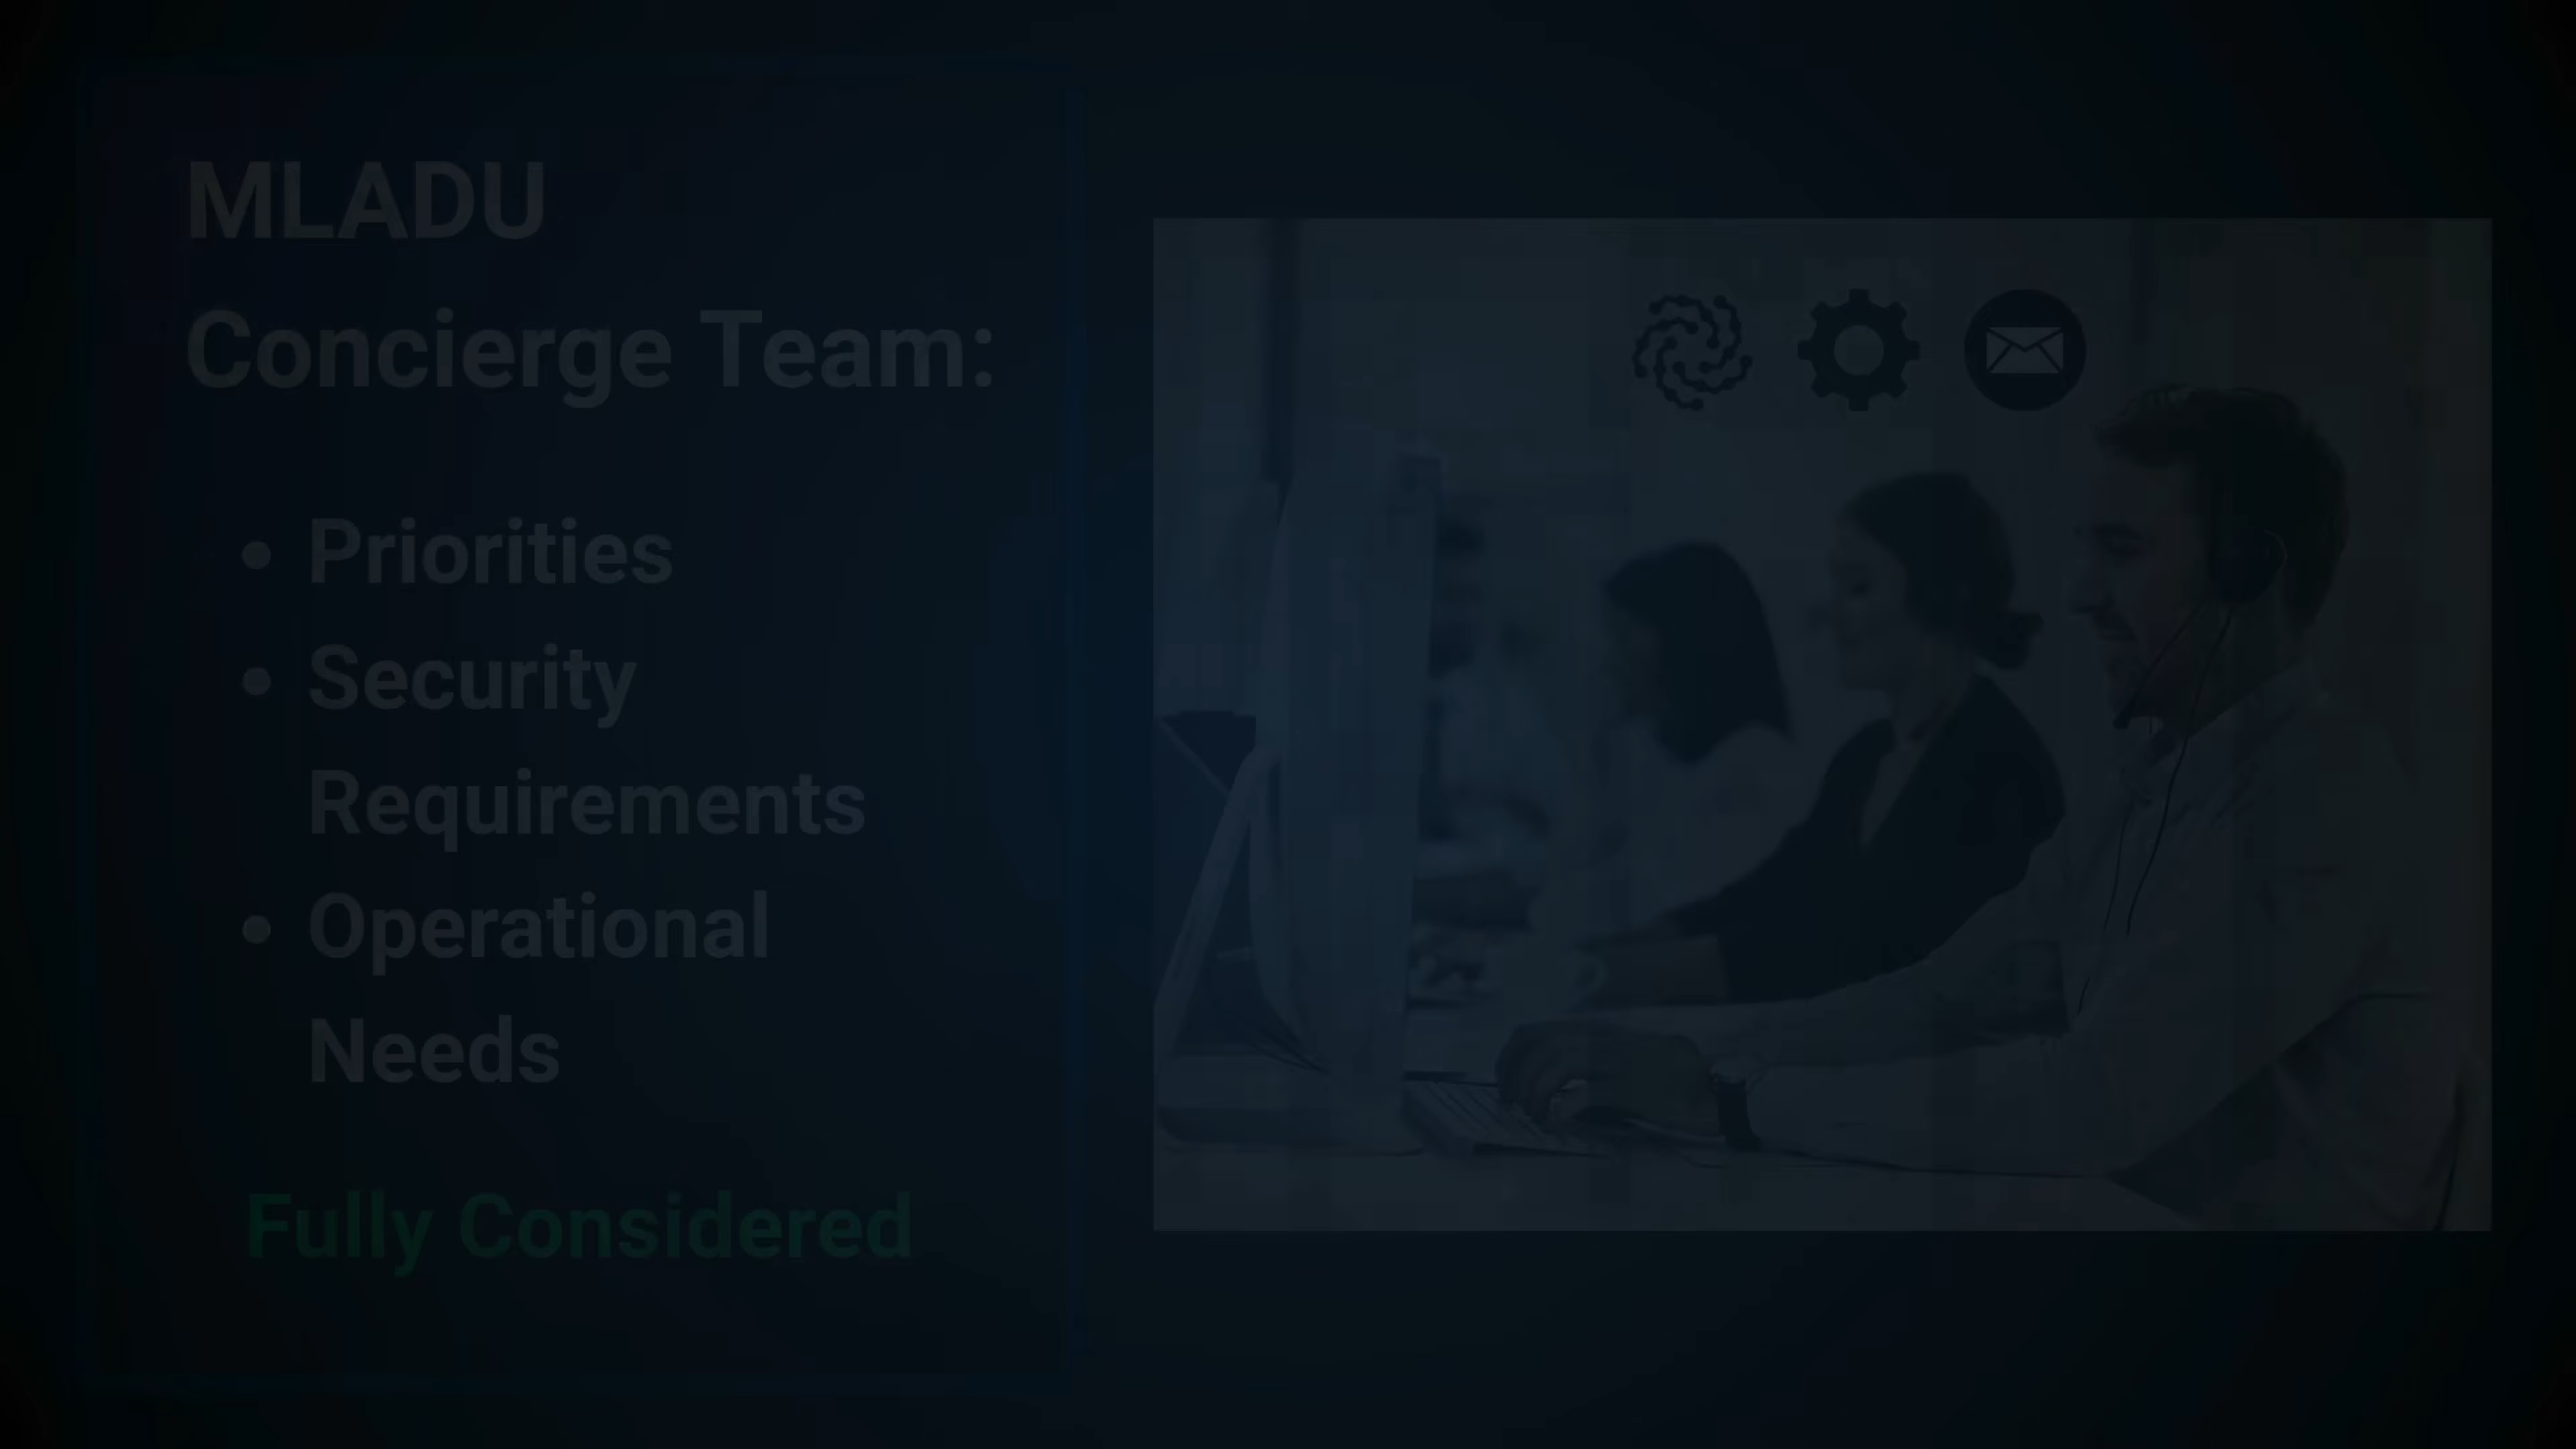 MLADU
Concierge Team:
• Priorities
• Security
Requirements
• Operational
Needs
Fully Considered